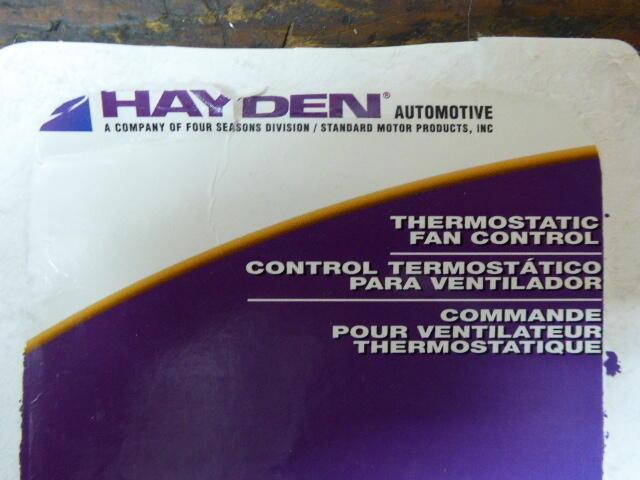 HAYDEN® AUTOMOTIVE
A COMPANY OF FOUR SEASONS DIVISION / STANDARD MOTOR PRODUCTS, INC
THERMOSTATIC
FAN CONTROL
CONTROL TERMOSTÁTICO
PARA VENTILADOR
COMMANDE
POUR VENTILATEUR
THERMOSTATIQUE